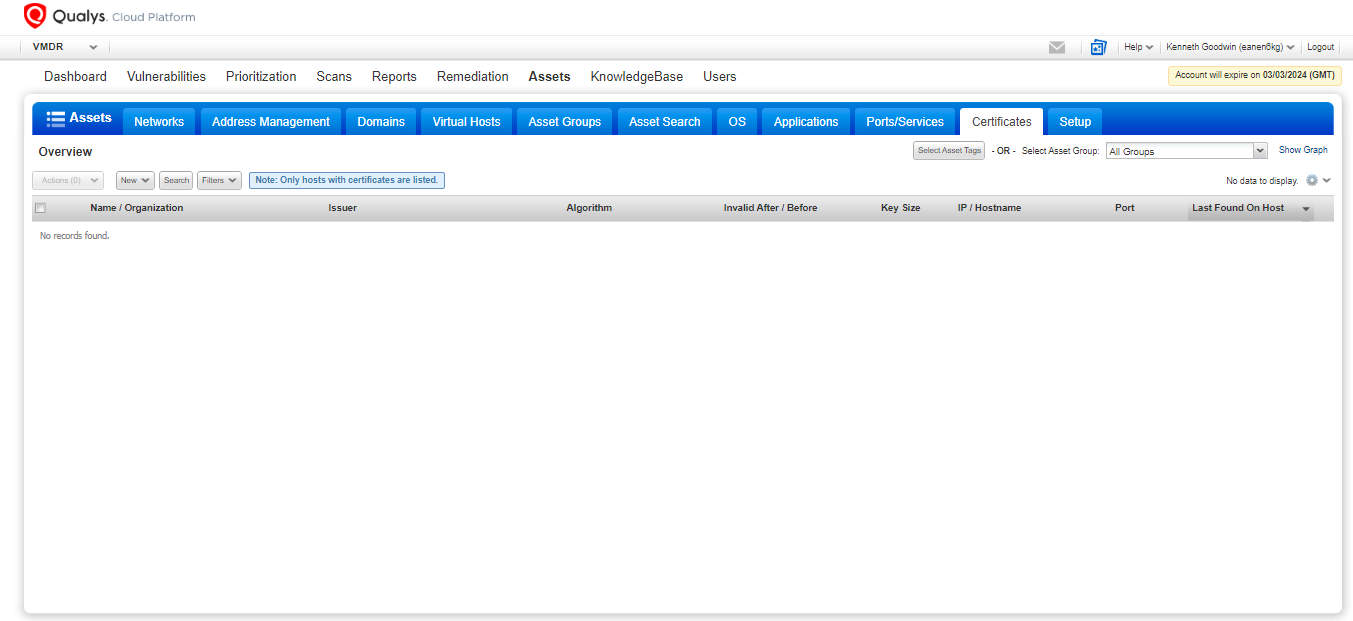 Qualys. Cloud Platform
VMDR
Help
Kenneth Goodwin (eanen6kg)
Logout
Dashboard Vulnerabilities Prioritization Scans Reports Remediation Assets KnowledgeBase Users
Account will expire on 03/03/2024 (GMT)
Assets Networks Address Management Domains Virtual Hosts Asset Groups Asset Search OS Applications Ports/Services Certificates Setup
Overview
Select Asset Tags - OR - Select Asset Group: All Groups Show Graph
Actions (0) New Search Filters Note: Only hosts with certificates are listed. No data to display.
Name / Organization Issuer Algorithm Invalid After / Before Key Size IP / Hostname Port Last Found On Host
No records found.